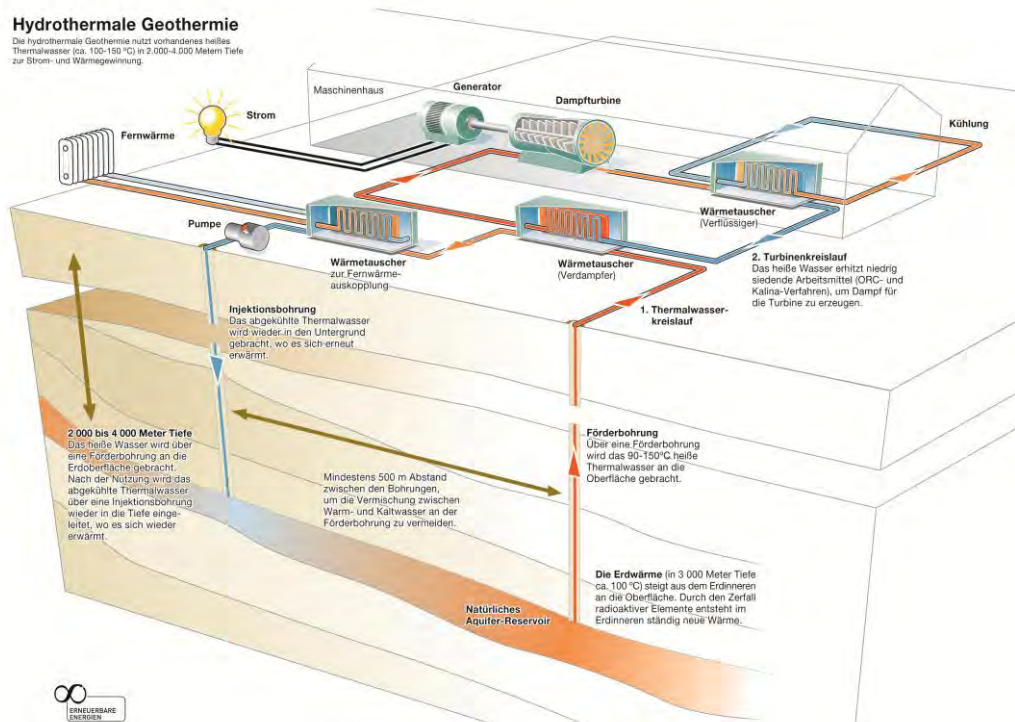 Hydrothermale Geothermie
Die hydrothermale Geothermie nutzt vorhandenes heißes
Thermalwasser (ca. 100-150 ºC) in 2.000-4.000 Metern Tiefe
zur Strom- und Wärmegewinnung.
Maschinenhaus
Generator
Dampfturbine
Strom
Kühlung
Fernwärme
Wärmetauscher
(Verflüssiger)
Pumpe
Wärmetauscher
zur Fernwärme-
auskopplung
Wärmetauscher
(Verdampfer)
2. Turbinenkreislauf
Das heiße Wasser erhitzt niedrig
siedende Arbeitsmittel (ORC- und
Kalina-Verfahren), um Dampf für
die Turbine zu erzeugen.
1. Thermalwasser-
kreislauf
Injektionsbohrung
Das abgekühlte Thermalwasser
wird wieder in den Untergrund
gebracht, wo es sich erneut
erwärmt.
2 000 bis 4 000 Meter Tiefe
Das heiße Wasser wird über
eine Förderbohrung an die
Erdoberfläche gebracht.
Nach der Nutzung wird das
abgekühlte Thermalwasser
über eine Injektionsbohrung
wieder in die Tiefe einge-
leitet, wo es sich wieder
erwärmt.
Mindestens 500 m Abstand
zwischen den Bohrungen,
um die Vermischung zwischen
Warm- und Kaltwasser an der
Förderbohrung zu vermeiden.
Förderbohrung
Über eine Förderbohrung
wird das 90-150ºC heiße
Thermalwasser an die
Oberfläche gebracht.
Die Erdwärme (in 3 000 Meter Tiefe
ca. 100 ºC) steigt aus dem Erdinneren
an die Oberfläche. Durch den Zerfall
radioaktiver Elemente entsteht im
Erdinneren ständig neue Wärme.
Natürliches
Aquifer-Reservoir
ERNEUERBARE
ENERGIEN